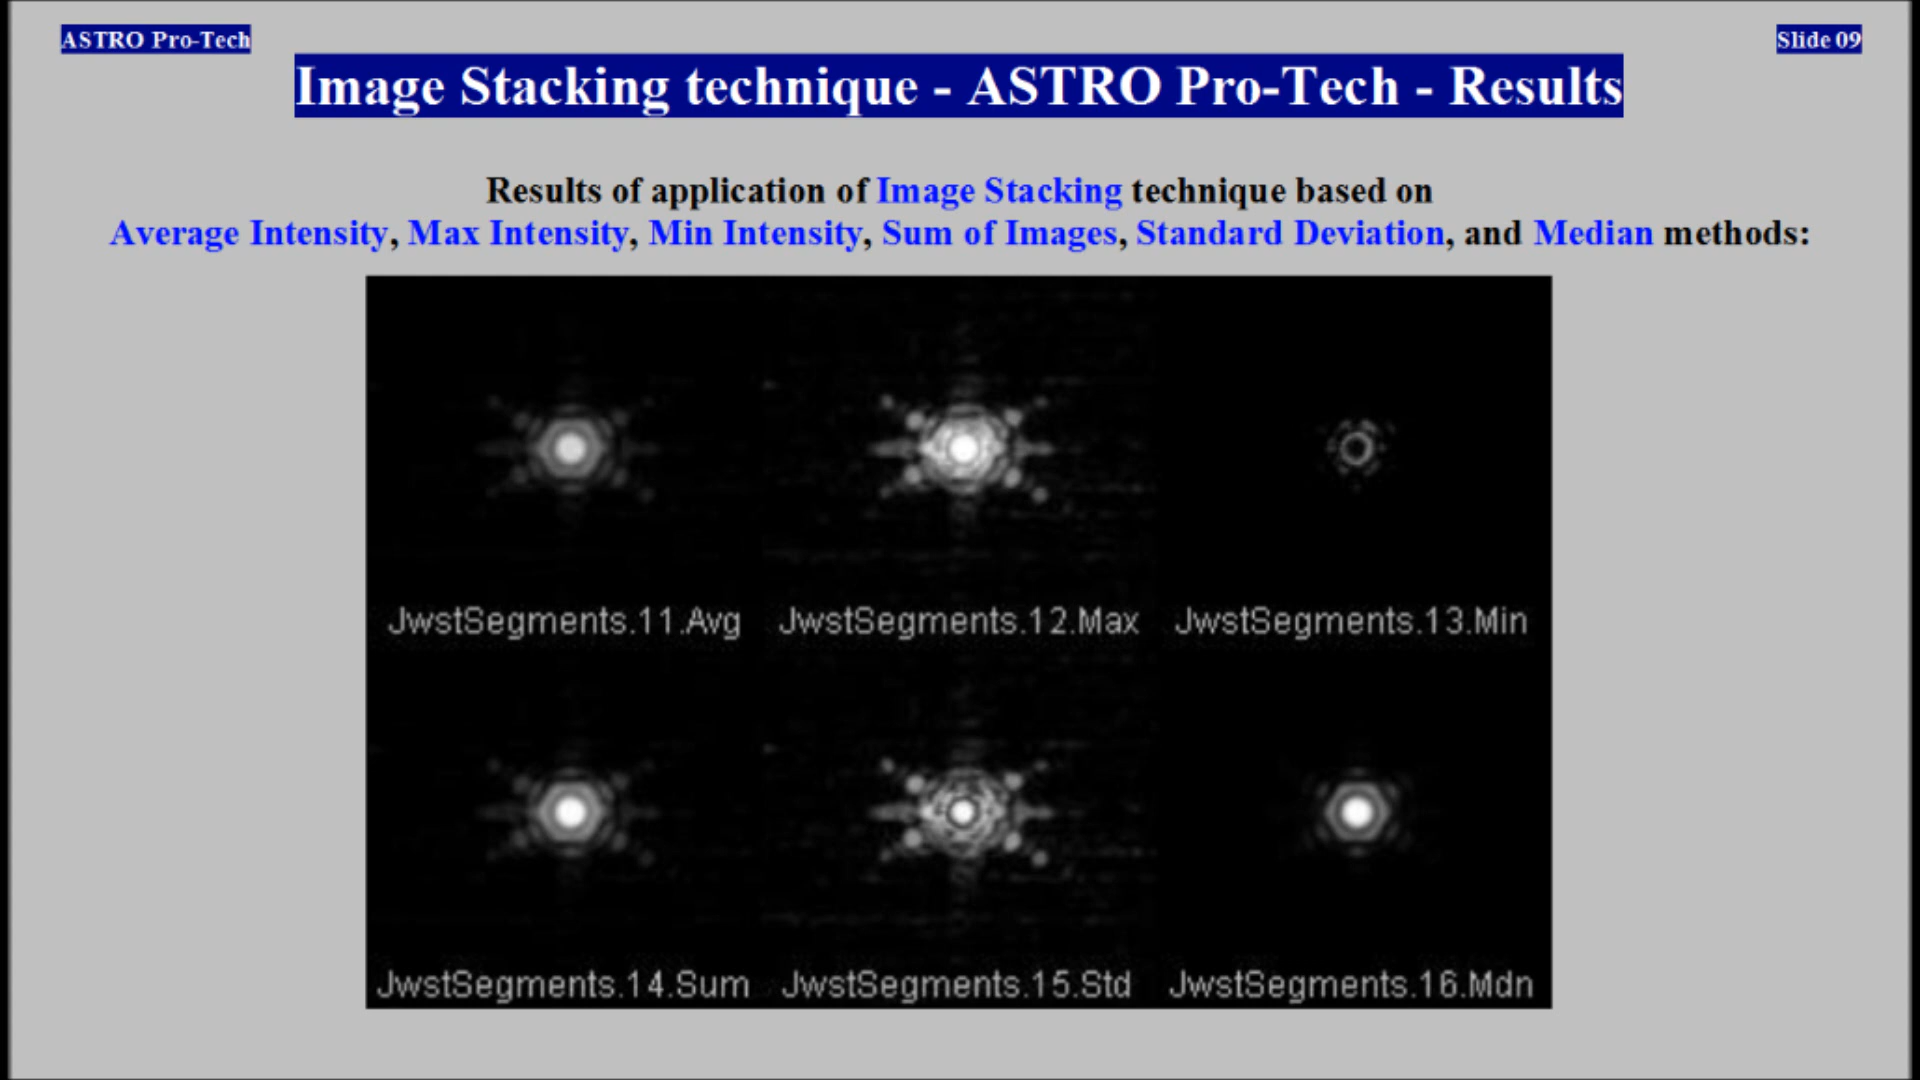 ASTRO Pro-Tech
Slide 09
Image Stacking technique - ASTRO Pro-Tech - Results
Results of application of Image Stacking technique based on
Average Intensity, Max Intensity, Min Intensity, Sum of Images, Standard Deviation, and Median methods:
JwstSegments.11.Avg
JwstSegments.12.Max
JwstSegments.13.Min
JwstSegments.14.Sum
JwstSegments.15.Std
JwstSegments.16.Mdn